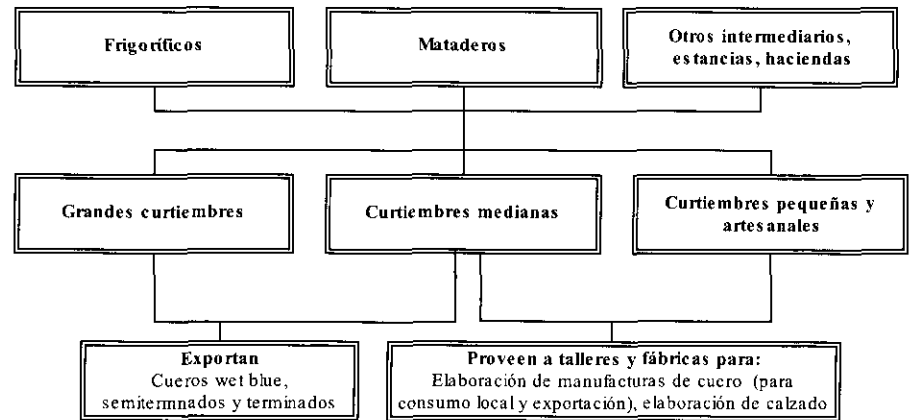 Frigoríficos
Mataderos
Otros intermediarios,
estancias, haciendas
Grandes curtiembres
Curtiembres medianas
Curtiembres pequeñas y
artesanales
Exportan
Cueros wet blue,
semitermnados y terminados
Proveen a talleres y fábricas para:
Elaboración de manufacturas de cuero (para
consumo local y exportación), elaboración de calzado